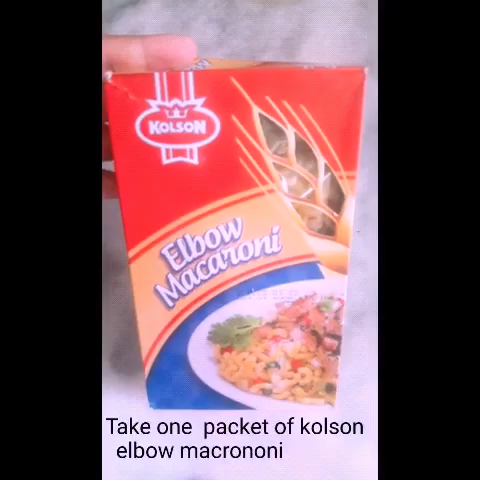 KOLSON
Elbow
Macaroni
Take one packet of kolson
elbow macrononi